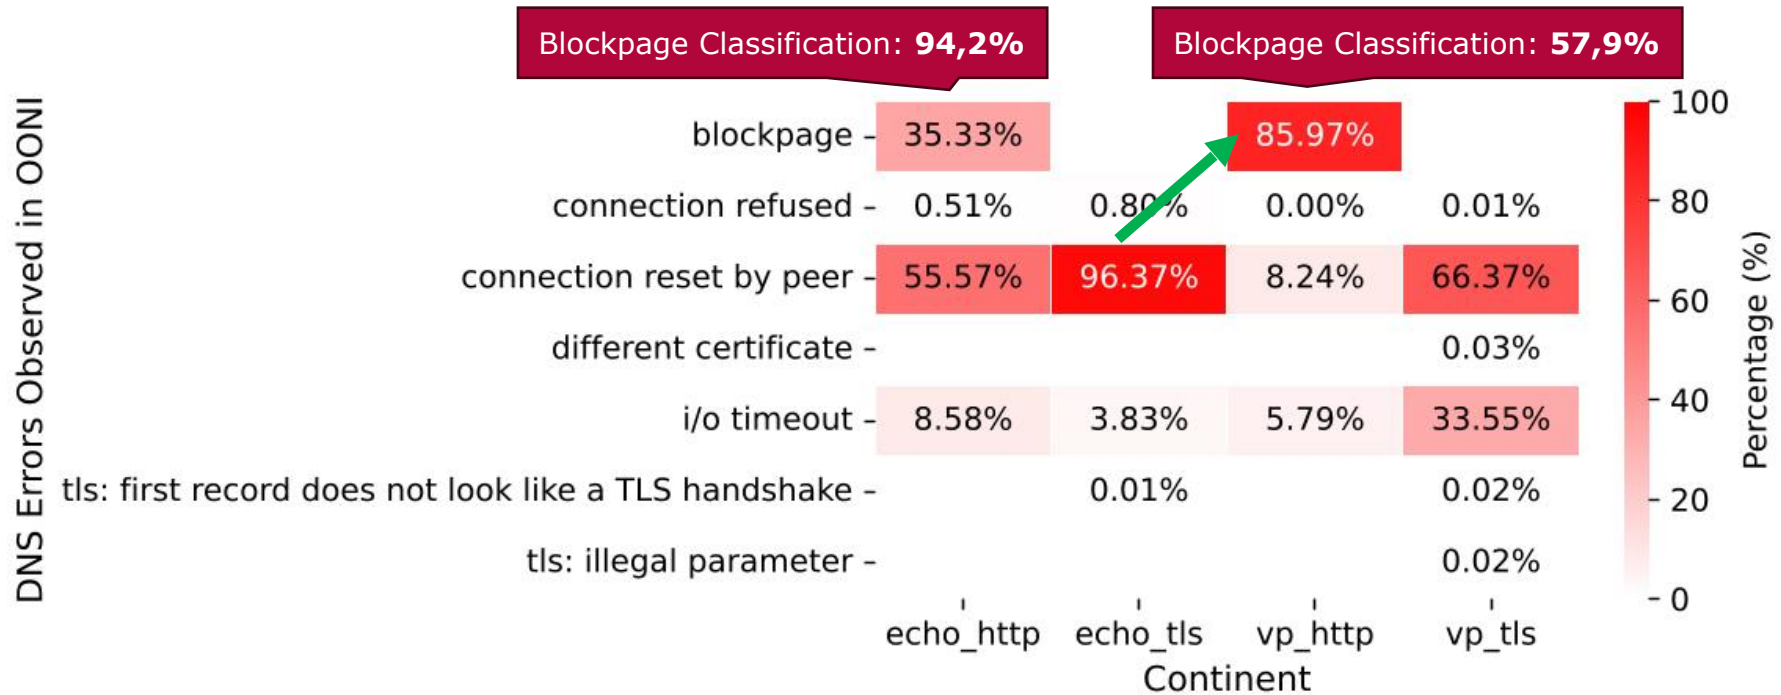 Blockpage Classification: 94,2%
Blockpage Classification: 57,9%
DNS Errors Observed in OONI
blockpage 35.33% 85.97%
connection refused 0.51% 0.80% 0.00% 0.01%
connection reset by peer 55.57% 96.37% 8.24% 66.37%
different certificate 0.03%
i/o timeout 8.58% 3.83% 5.79% 33.55%
tls: first record does not look like a TLS handshake 0.01% 0.02%
tls: illegal parameter 0.02%
echo_http echo_tls vp_http vp_tls
Continent
100
80
60
40
20
0
Percentage (%)